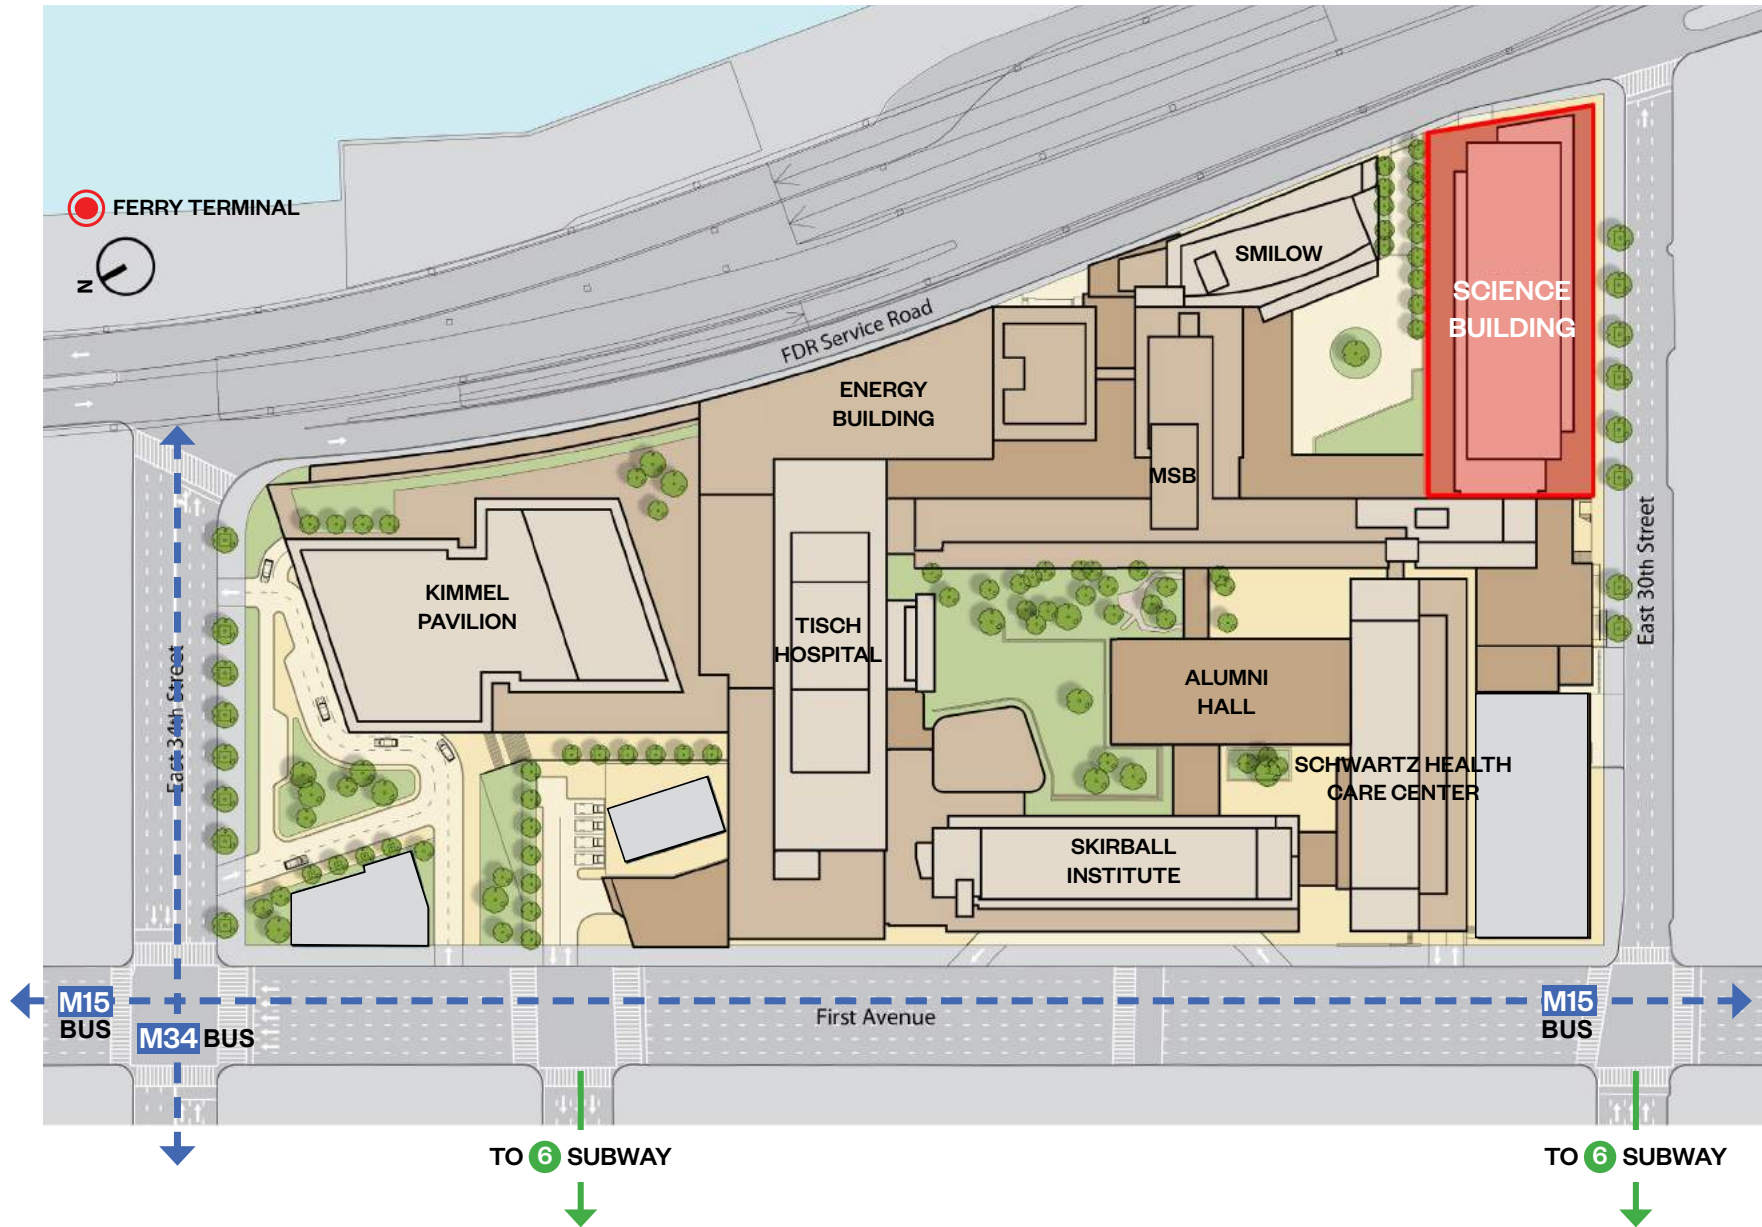 FERRY TERMINAL
N
SMILOW
SCIENCE
BUILDING
FDR Service Road
ENERGY
BUILDING
MSB
East 30th Street
KIMMEL
PAVILION
TISCH
HOSPITAL
East 34th Street
ALUMNI
HALL
SCHWARTZ HEALTH
CARE CENTER
SKIRBALL
INSTITUTE
M15
BUS
M34 BUS
First Avenue
M15
BUS
TO 6 SUBWAY
TO 6 SUBWAY